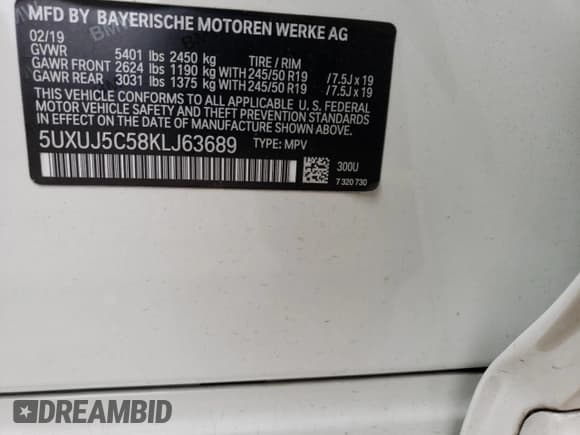 MFD BY BAYERISCHE MOTOREN WERKE AG
02/19
GVWR 5401 lbs 2450 kg TIRE / RIM
GAWR FRONT 2624 lbs 1190 kg WITH 245/50 R19 /7.5J x 19
GAWR REAR 3031 lbs 1375 kg WITH 245/50 R19 /7.5J x 19
THIS VEHICLE CONFORMS TO ALL APPLICABLE U. S. FEDERAL
MOTOR VEHICLE SAFETY AND THEFT PREVENTION STANDARDS
IN EFFECT ON THE DATE OF MANUFACTURE SHOWN ABOVE.
5UXUJ5C58KLJ63689 TYPE: MPV
300U
7 320 730
DREAMBID